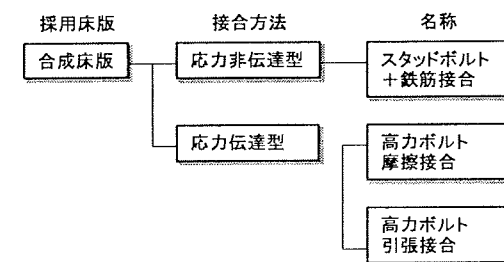 採用床版 接合方法 名称
合成床版 応力非伝達型 スタッドボルト
＋鉄筋接合
応力伝達型 高力ボルト
摩擦接合
高力ボルト
引張接合